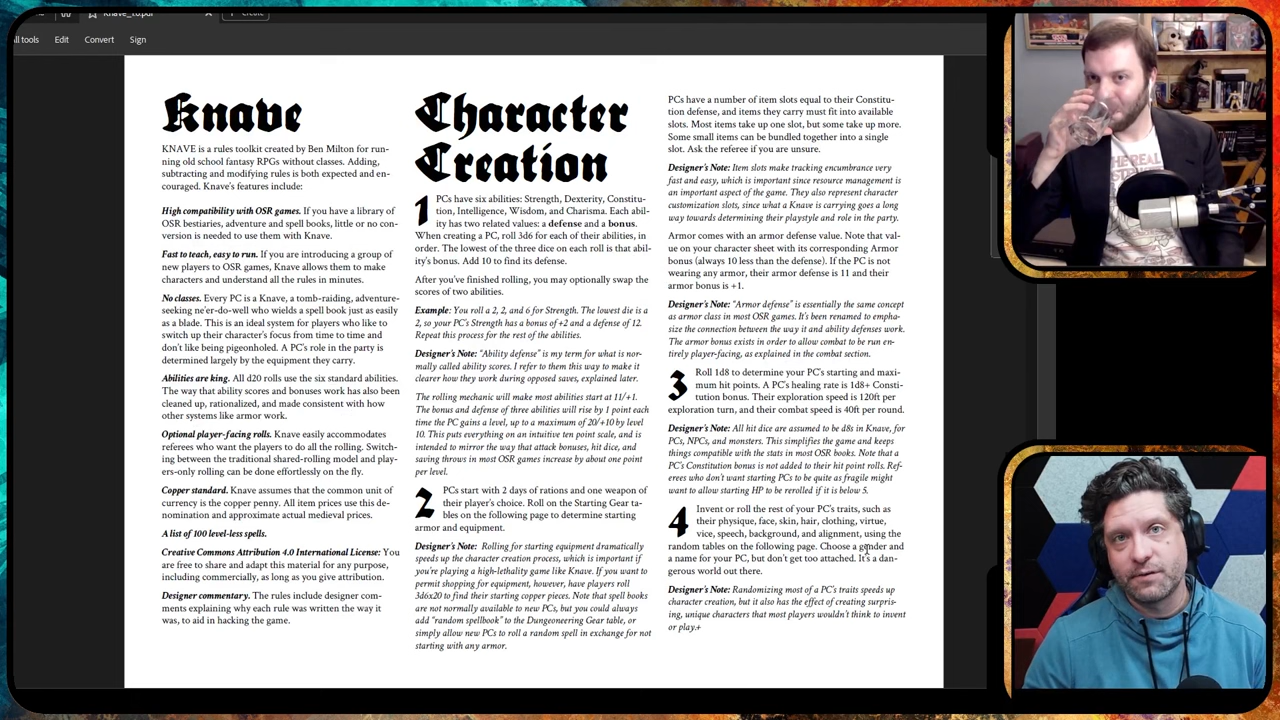 Knave_10.pdf
Create
ll tools Edit Convert Sign
Knave
KNAVE is a rules toolkit created by Ben Milton for run-
ning old school fantasy RPGs without classes. Adding,
subtracting and modifying rules is both expected and en-
couraged. Knave's features include:
High compatibility with OSR games. If you have a library of
OSR bestiaries, adventure and spell books, little or no con-
version is needed to use them with Knave.
Fast to teach, easy to run. If you are introducing a group of
new players to OSR games, Knave allows them to make
characters and understand all the rules in minutes.
No classes. Every PC is a Knave, a tomb-raiding, adventure-
seeking ne'er-do-well who wields a spell book just as easily
as a blade. This is an ideal system for players who like to
switch up their character's focus from time to time and
don't like being pigeonholed. A PC's role in the party is
determined largely by the equipment they carry.
Abilities are king. All d20 rolls use the six standard abilities.
The way that ability scores and bonuses work has also been
cleaned up, rationalized, and made consistent with how
other systems like armor work.
Optional player-facing rolls. Knave easily accommodates
referees who want the players to do all the rolling. Switch-
ing between the traditional shared-rolling model and play-
ers-only rolling can be done effortlessly on the fly.
Copper standard. Knave assumes that the common unit of
currency is the copper penny. All item prices use this de-
nomination and approximate actual medieval prices.
A list of 100 level-less spells.
Creative Commons Attribution 4.0 International License: You
are free to share and adapt this material for any purpose,
including commercially, as long as you give attribution.
Designer commentary. The rules include designer com-
ments explaining why each rule was written the way it
was, to aid in hacking the game.
Character
Creation
1 PCs have six abilities: Strength, Dexterity, Constitu-
tion, Intelligence, Wisdom, and Charisma. Each abil-
ity has two related values: a defense and a bonus.
When creating a PC, roll 3d6 for each of their abilities, in
order. The lowest of the three dice on each roll is that abil-
ity's bonus. Add 10 to find its defense.
After you've finished rolling, you may optionally swap the
scores of two abilities.
Example: You roll a 2, 2, and 6 for Strength. The lowest die is a
2, so your PC's Strength has a bonus of +2 and a defense of 12.
Repeat this process for the rest of the abilities.
Designer's Note: "Ability defense" is my term for what is nor-
mally called ability scores. I refer to them this way to make it
clearer how they work during opposed saves, explained later.
The rolling mechanic will make most abilities start at 11/+1.
The bonus and defense of three abilities will rise by 1 point each
time the PC gains a level, up to a maximum of 20/+10 by level
10. This puts everything on an intuitive ten point scale, and is
intended to mirror the way that attack bonuses, hit dice, and
saving throws in most OSR games increase by about one point
per level.
2 PCs start with 2 days of rations and one weapon of
their player's choice. Roll on the Starting Gear ta-
bles on the following page to determine starting
armor and equipment.
Designer's Note: Rolling for starting equipment dramatically
speeds up the character creation process, which is important if
you're playing a high-lethality game like Knave. If you want to
permit shopping for equipment, however, have players roll
3d6x20 to find their starting copper pieces. Note that spell books
are not normally available to new PCs, but you could always
add "random spellbook" to the Dungeoneering Gear table, or
simply allow new PCs to roll a random spell in exchange for not
starting with any armor.
PCs have a number of item slots equal to their Constitu-
tion defense, and items they carry must fit into available
slots. Most items take up one slot, but some take up more.
Some small items can be bundled together into a single
slot. Ask the referee if you are unsure.
Designer's Note: Item slots make tracking encumbrance very
fast and easy, which is important since resource management is
an important aspect of the game. They also represent character
customization slots, since what a Knave is carrying goes a long
way towards determining their playstyle and role in the party.
Armor comes with an armor defense value. Note that val-
ue on your character sheet with its corresponding Armor
bonus (always 10 less than the defense). If the PC is not
wearing any armor, their armor defense is 11 and their
armor bonus is +1.
Designer's Note: "Armor defense" is essentially the same concept
as armor class in most OSR games. It's been renamed to empha-
size the connection between the way it and ability defenses work.
The armor bonus exists in order to allow combat to be run en-
tirely player-facing, as explained in the combat section.
3 Roll 1d8 to determine your PC's starting and maxi-
mum hit points. A PC's healing rate is 1d8+ Consti-
tution bonus. Their exploration speed is 120ft per
exploration turn, and their combat speed is 40ft per round.
Designer's Note: All hit dice are assumed to be d8s in Knave, for
PCs, NPCs, and monsters. This simplifies the game and keeps
things compatible with the stats in most OSR books. Note that a
PC's Constitution bonus is not added to their hit point rolls. Ref-
erees who don't want starting PCs to be quite as fragile might
want to allow starting HP to be rerolled if it is below 5.
4 Invent or roll the rest of your PC's traits, such as
their physique, face, skin, hair, clothing, virtue,
vice, speech, background, and alignment, using the
random tables on the following page. Choose a gender and
a name for your PC, but don't get too attached. It's a dan-
gerous world out there.
Designer's Note: Randomizing most of a PC's traits speeds up
character creation, but it also has the effect of creating surpris-
ing, unique characters that most players wouldn't think to invent
or play.+